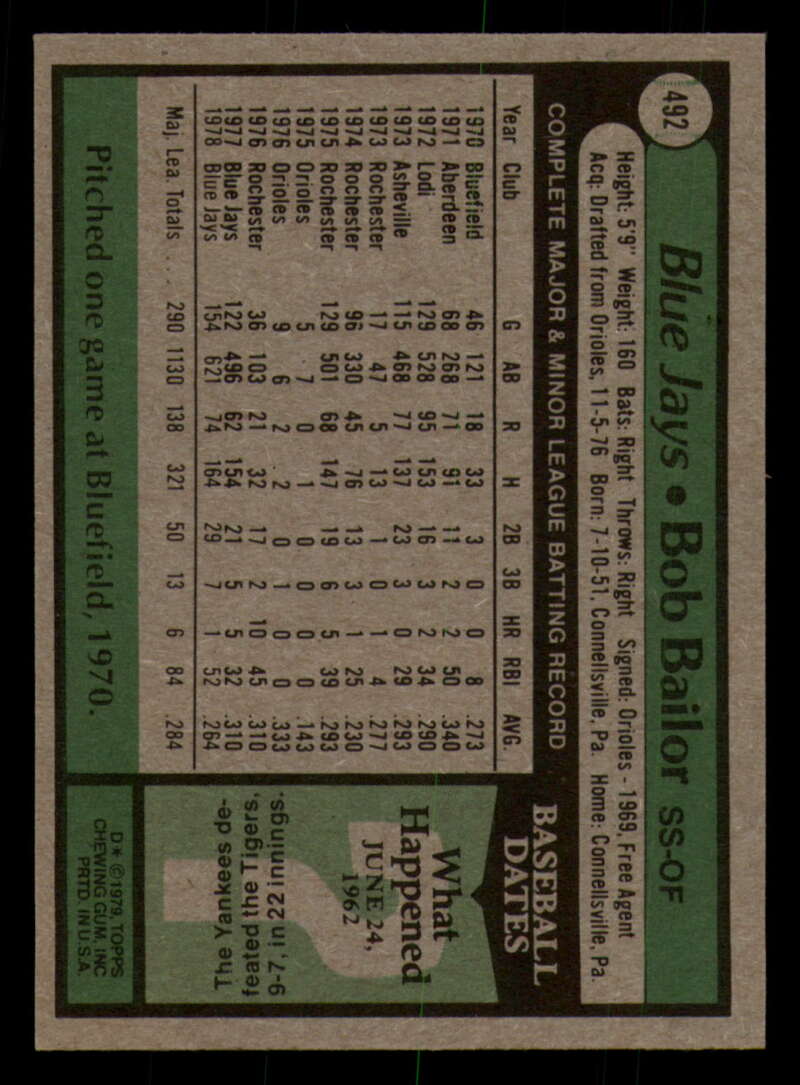 492
Blue Jays • Bob Bailor SS-OF
Height: 5'9" Weight: 160 Bats: Right Throws: Right Signed: Orioles - 1969, Free Agent
Acq: Drafted from Orioles, 11-5-76 Born: 7-10-51, Connellsville, Pa. Home: Connellsville, Pa.
COMPLETE MAJOR & MINOR LEAGUE BATTING RECORD
Year Club G AB R H 2B 3B HR RBI AVG.
1970 Bluefield 46 121 18 33 3 0 0 8 .273
1971 Aberdeen 68 268 71 91 11 2 2 50 .340
1972 Lodi 129 528 95 153 16 3 2 34 .290
1973 Asheville 115 468 77 137 23 3 0 29 .293
1973 Rochester 17 47 5 13 1 0 1 4 .277
1974 Rochester 96 330 45 76 13 3 1 25 .230
1975 Rochester 129 501 68 147 19 6 5 39 .293
1975 Orioles 5 7 0 1 0 0 0 0 .143
1976 Orioles 9 6 2 2 0 1 0 0 .333
1976 Rochester 36 103 11 32 17 2 10 45 .310
1977 Blue Jays 122 496 62 154 21 5 5 32 .310
1978 Blue Jays 154 621 74 164 29 7 1 52 .264
Maj. Lea Totals . . . 290 1130 138 321 50 13 6 84 .284
Pitched one game at Bluefield, 1970.
BASEBALL
DATES
What
Happened
JUNE 24,
1962
The Yankees de-
feated the Tigers,
9-7, in 22 innings.
D* ©1979, TOPPS
CHEWING GUM, INC
PRTD. IN U.S.A.